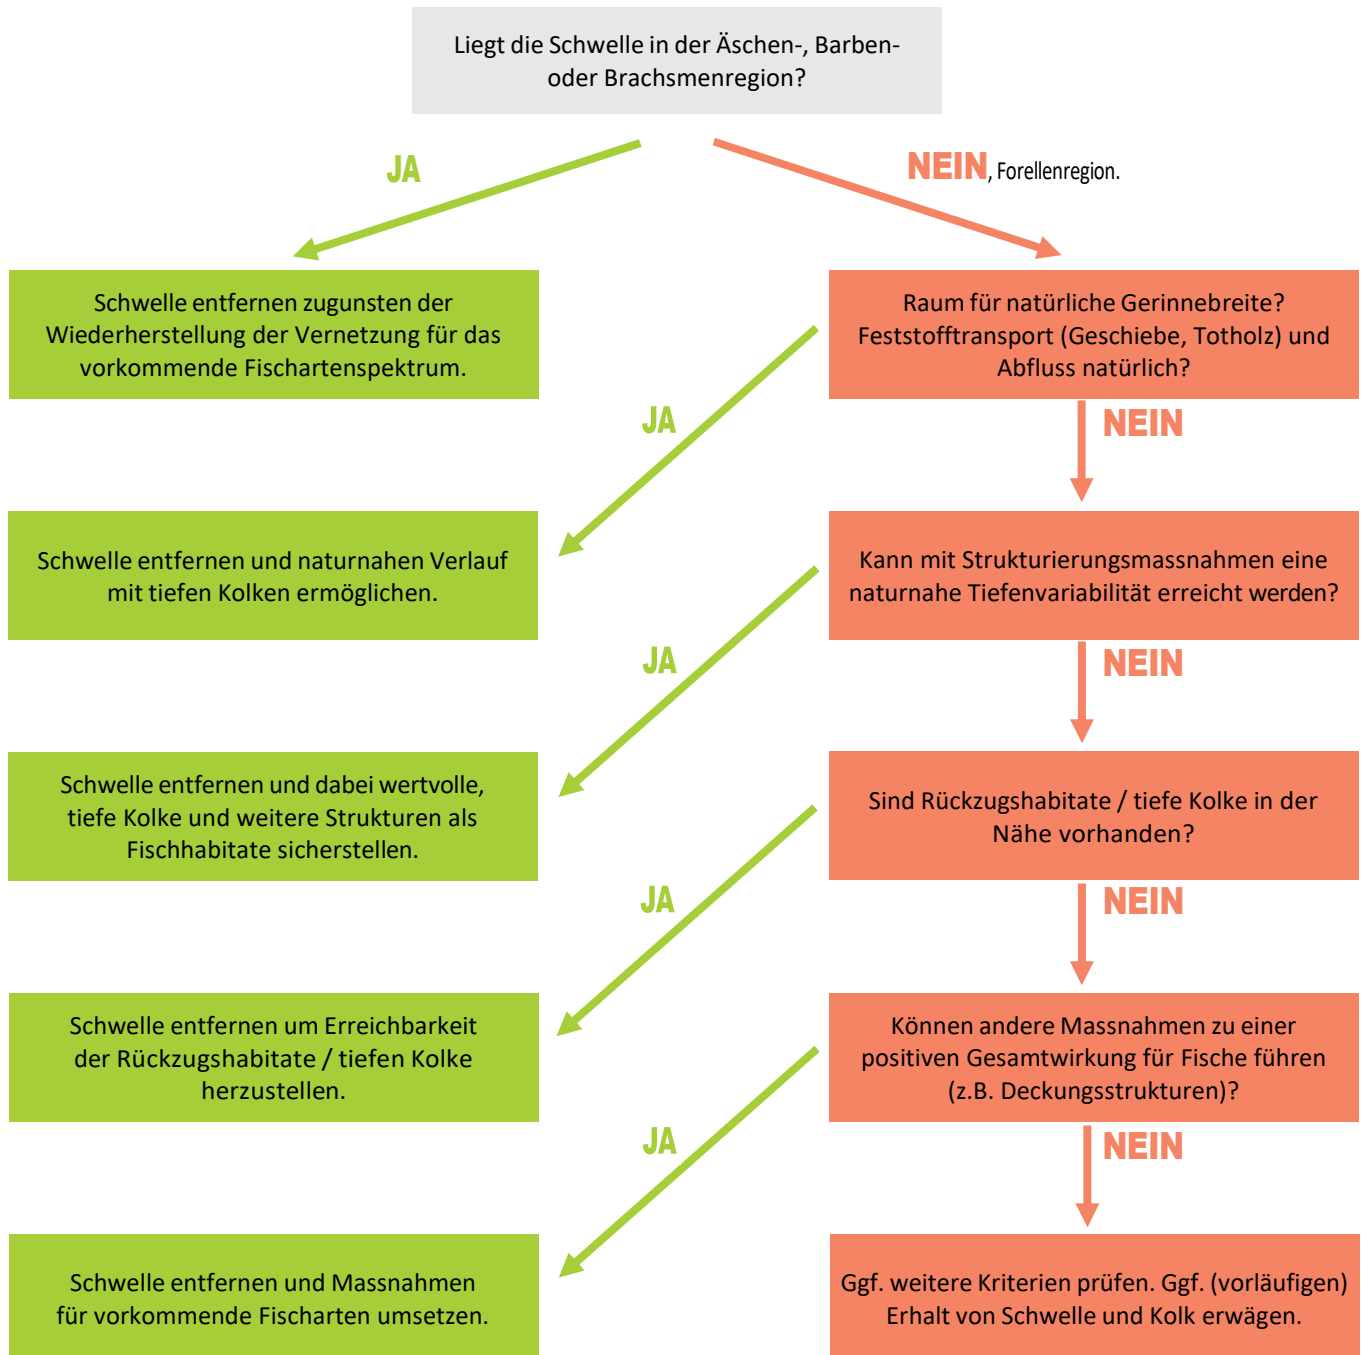 Liegt die Schwelle in der Äschen-, Barben-
oder Brachsmenregion?
JA
NEIN, Forellenregion.
Schwelle entfernen zugunsten der
Wiederherstellung der Vernetzung für das
vorkommende Fischartenspektrum.
Raum für natürliche Gerinnebreite?
Feststofftransport (Geschiebe, Totholz) und
Abfluss natürlich?
JA
NEIN
Schwelle entfernen und naturnahen Verlauf
mit tiefen Kolken ermöglichen.
Kann mit Strukturierungsmassnahmen eine
naturnahe Tiefenvariabilität erreicht werden?
JA
NEIN
Schwelle entfernen und dabei wertvolle,
tiefe Kolke und weitere Strukturen als
Fischhabitate sicherstellen.
Sind Rückzugshabitate / tiefe Kolke in der
Nähe vorhanden?
JA
NEIN
Schwelle entfernen um Erreichbarkeit
der Rückzugshabitate / tiefen Kolke
herzustellen.
Können andere Massnahmen zu einer
positiven Gesamtwirkung für Fische führen
(z.B. Deckungsstrukturen)?
JA
NEIN
Schwelle entfernen und Massnahmen
für vorkommende Fischarten umsetzen.
Ggf. weitere Kriterien prüfen. Ggf. (vorläufigen)
Erhalt von Schwelle und Kolk erwägen.